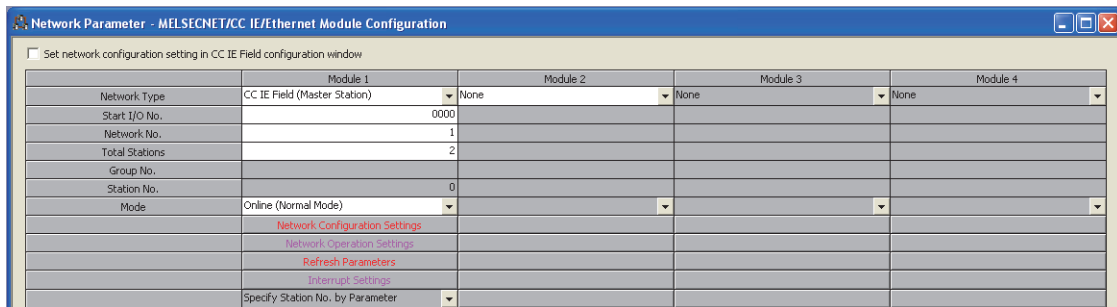 Network Parameter - MELSECNET/CC IE/Ethernet Module Configuration
Set network configuration setting in CC IE Field configuration window
Module 1 Module 2 Module 3 Module 4
Network Type CC IE Field (Master Station) None None None
Start I/O No. 0000
Network No. 1
Total Stations 2
Group No.
Station No. 0
Mode Online (Normal Mode)
Network Configuration Settings
Network Operation Settings
Refresh Parameters
Interrupt Settings
Specify Station No. by Parameter